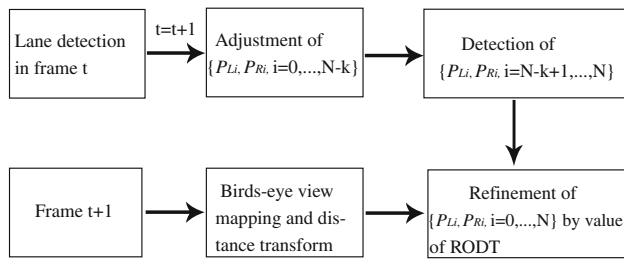 Lane detection
in frame t
t=t+1
Adjustment of
{PLi, PRi, i=0,...,N-k}
Detection of
{PLi, PRi, i=N-k+1,...,N}
Frame t+1
Birds-eye view
mapping and dis-
tance transform
Refinement of
{PLi, PRi, i=0,...,N} by value
of RODT